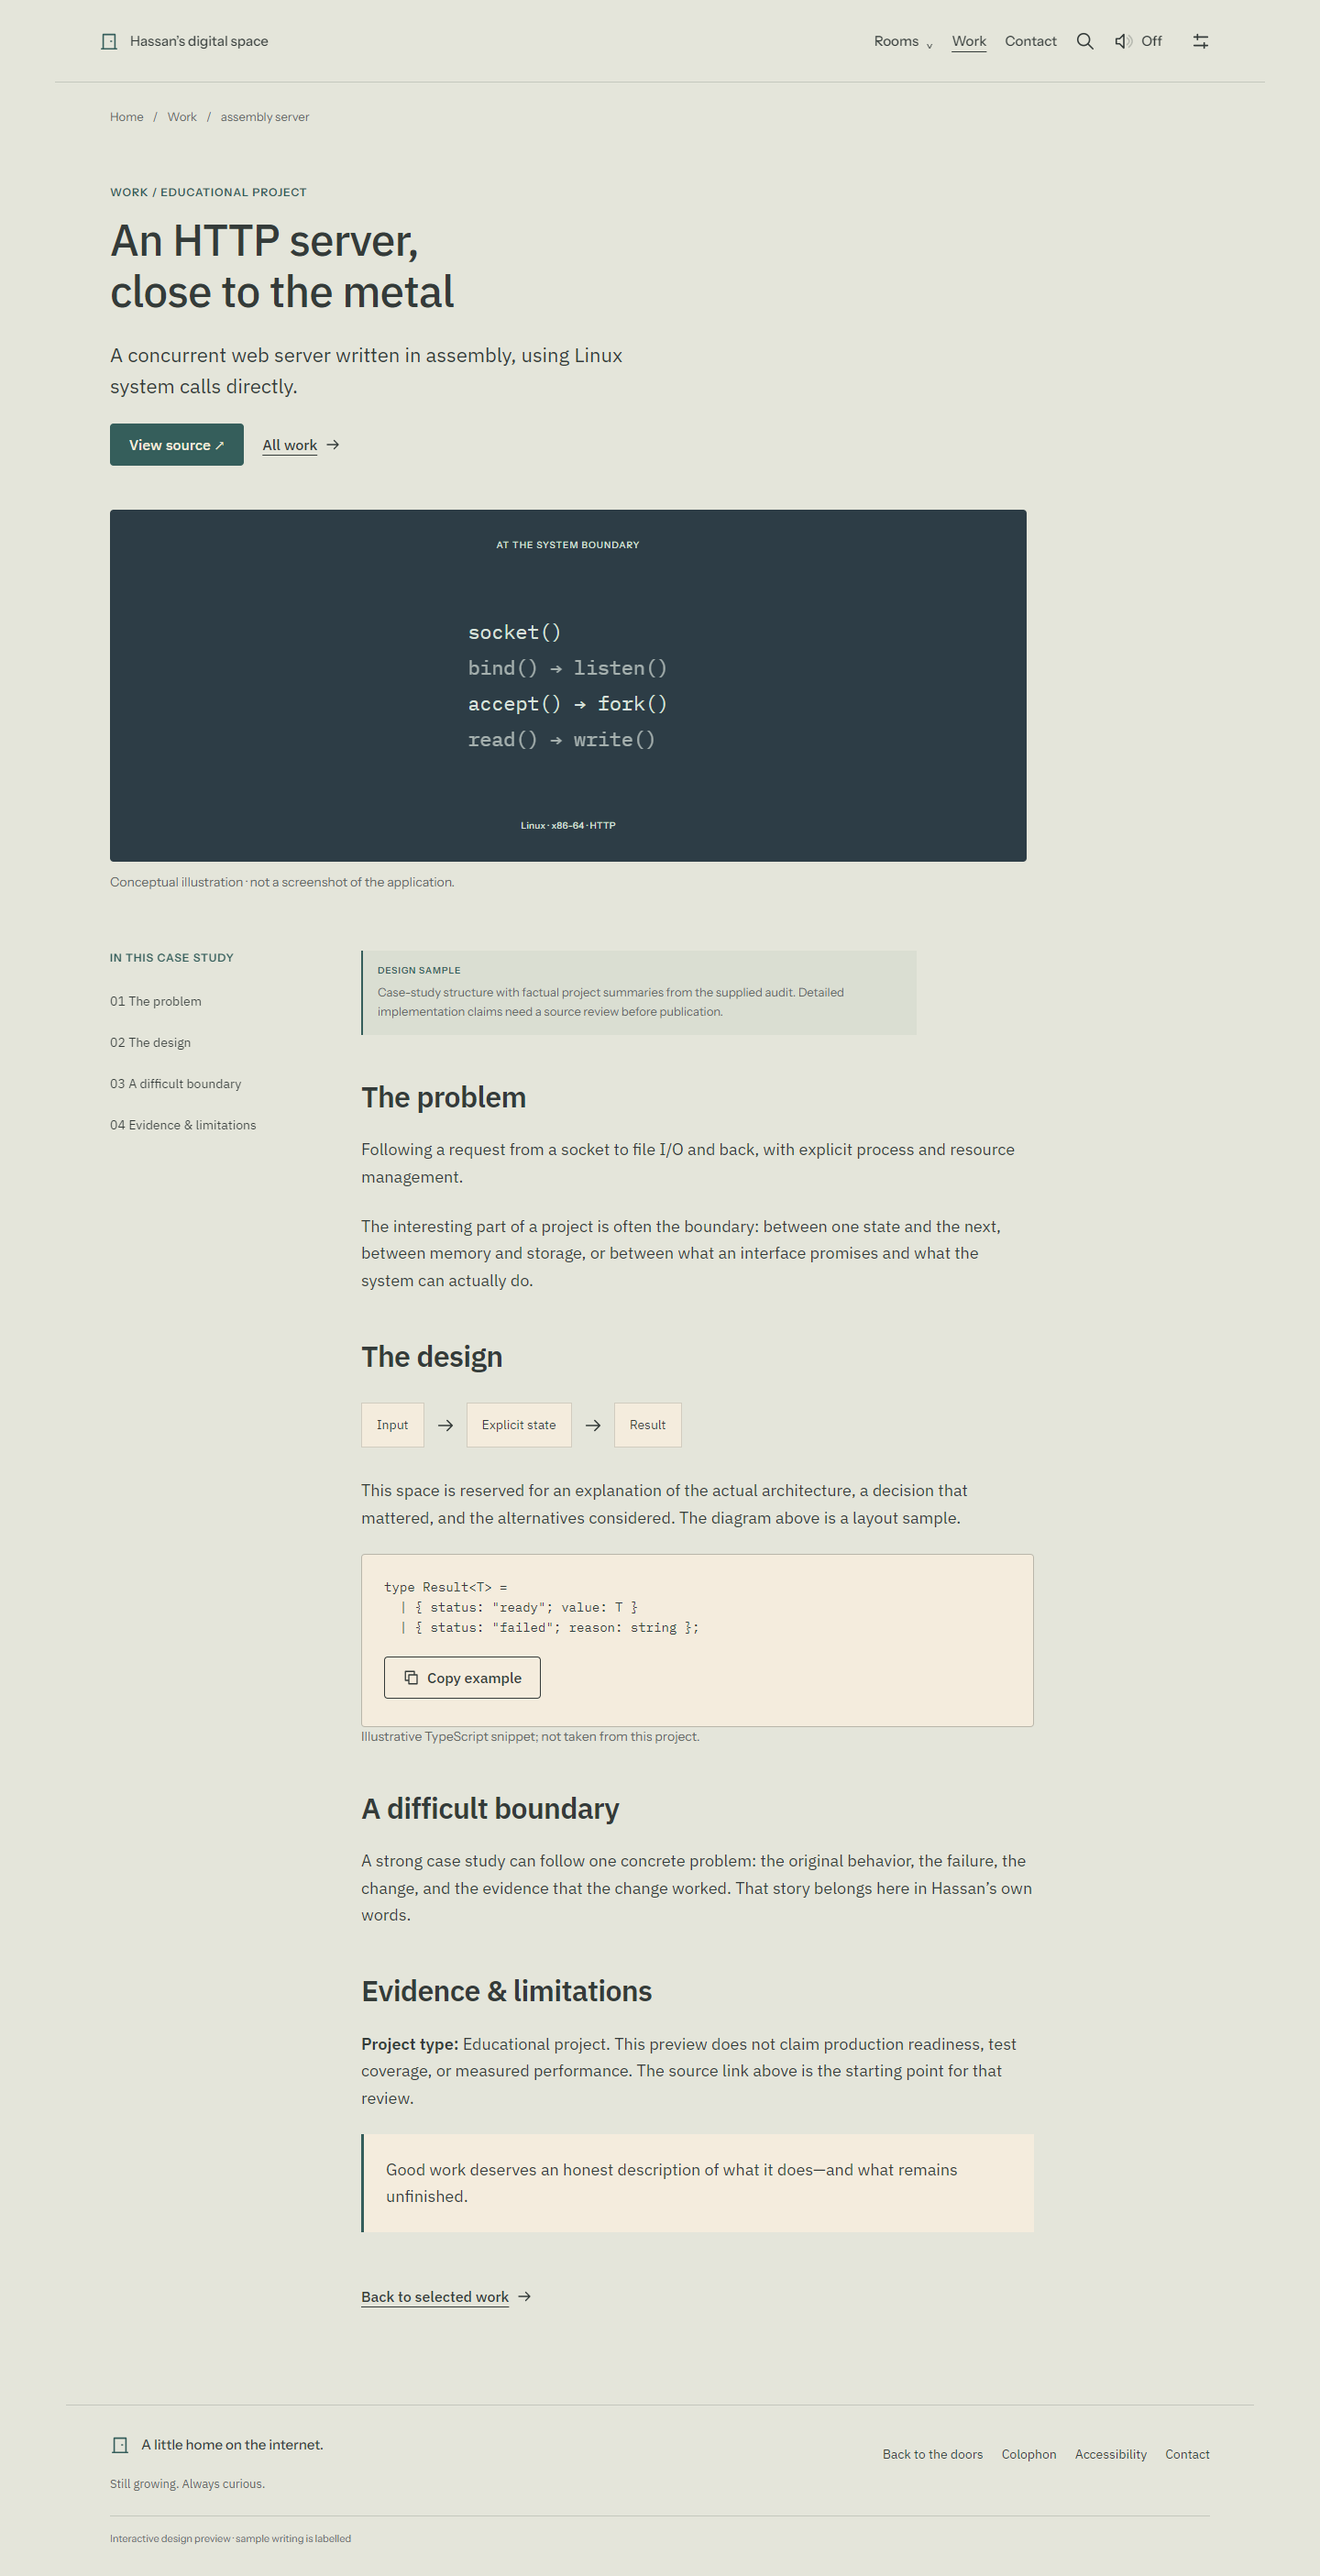 Hassan’s digital space
Rooms
Work
Contact
Off
Home / Work / assembly server
WORK / EDUCATIONAL PROJECT
An HTTP server,
close to the metal
A concurrent web server written in assembly, using Linux
system calls directly.
View source ↗
All work →
AT THE SYSTEM BOUNDARY
socket()
bind() → listen()
accept() → fork()
read() → write()
Linux · x86-64 · HTTP
Conceptual illustration · not a screenshot of the application.
IN THIS CASE STUDY
01 The problem
02 The design
03 A difficult boundary
04 Evidence & limitations
DESIGN SAMPLE
Case-study structure with factual project summaries from the supplied audit. Detailed
implementation claims need a source review before publication.
The problem
Following a request from a socket to file I/O and back, with explicit process and resource
management.
The interesting part of a project is often the boundary: between one state and the next,
between memory and storage, or between what an interface promises and what the
system can actually do.
The design
Input → Explicit state → Result
This space is reserved for an explanation of the actual architecture, a decision that
mattered, and the alternatives considered. The diagram above is a layout sample.
type Result<T> =
  | { status: "ready"; value: T }
  | { status: "failed"; reason: string };
Copy example
Illustrative TypeScript snippet; not taken from this project.
A difficult boundary
A strong case study can follow one concrete problem: the original behavior, the failure, the
change, and the evidence that the change worked. That story belongs here in Hassan’s own
words.
Evidence & limitations
Project type: Educational project. This preview does not claim production readiness, test
coverage, or measured performance. The source link above is the starting point for that
review.
Good work deserves an honest description of what it does—and what remains
unfinished.
Back to selected work →
A little home on the internet.
Still growing. Always curious.
Back to the doors
Colophon
Accessibility
Contact
Interactive design preview · sample writing is labelled